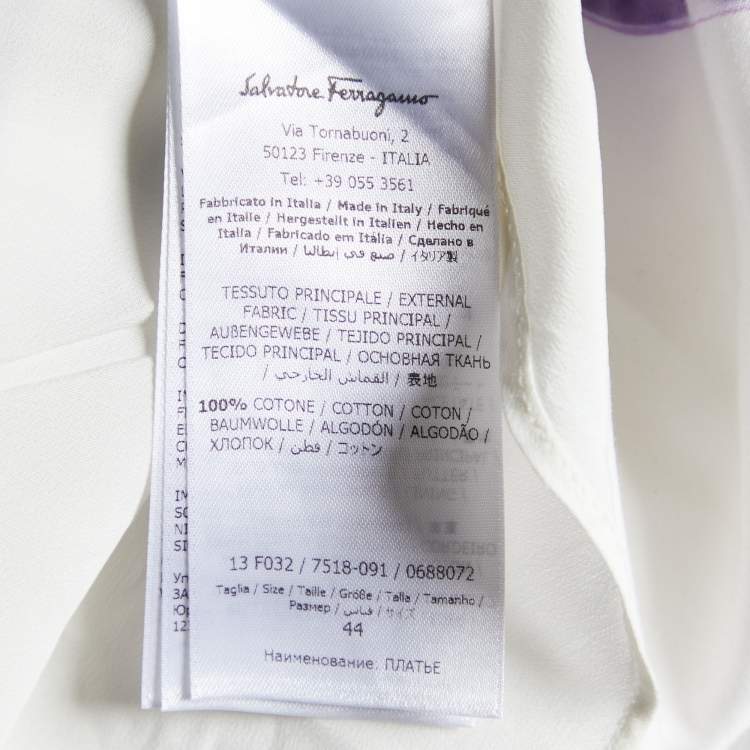 Salvatore Ferragamo
Via Tornabuoni, 2
50123 Firenze - ITALIA
Tel: +39 055 3561
Fabbricato in Italia / Made in Italy / Fabriqué
en Italie / Hergestellt in Italien / Hecho en
Italia / Fabricado em Itália / Сделано в
Италии / صنع في إيطاليا / イタリア製
TESSUTO PRINCIPALE / EXTERNAL
FABRIC / TISSU PRINCIPAL /
AUßENGEWEBE / TEJIDO PRINCIPAL /
TECIDO PRINCIPAL / ОСНОВНАЯ ТКАНЬ
/ القماش الخارجي / 表地
100% COTONE / COTTON / COTON /
BAUMWOLLE / ALGODÓN / ALGODÃO /
ХЛОПОК / قطن / コットン
13 F032 / 7518-091 / 0688072
Taglia / Size / Taille / Größe / Talla / Tamanho /
Размер / قياس / サイズ
44
Наименование: ПЛАТЬЕ